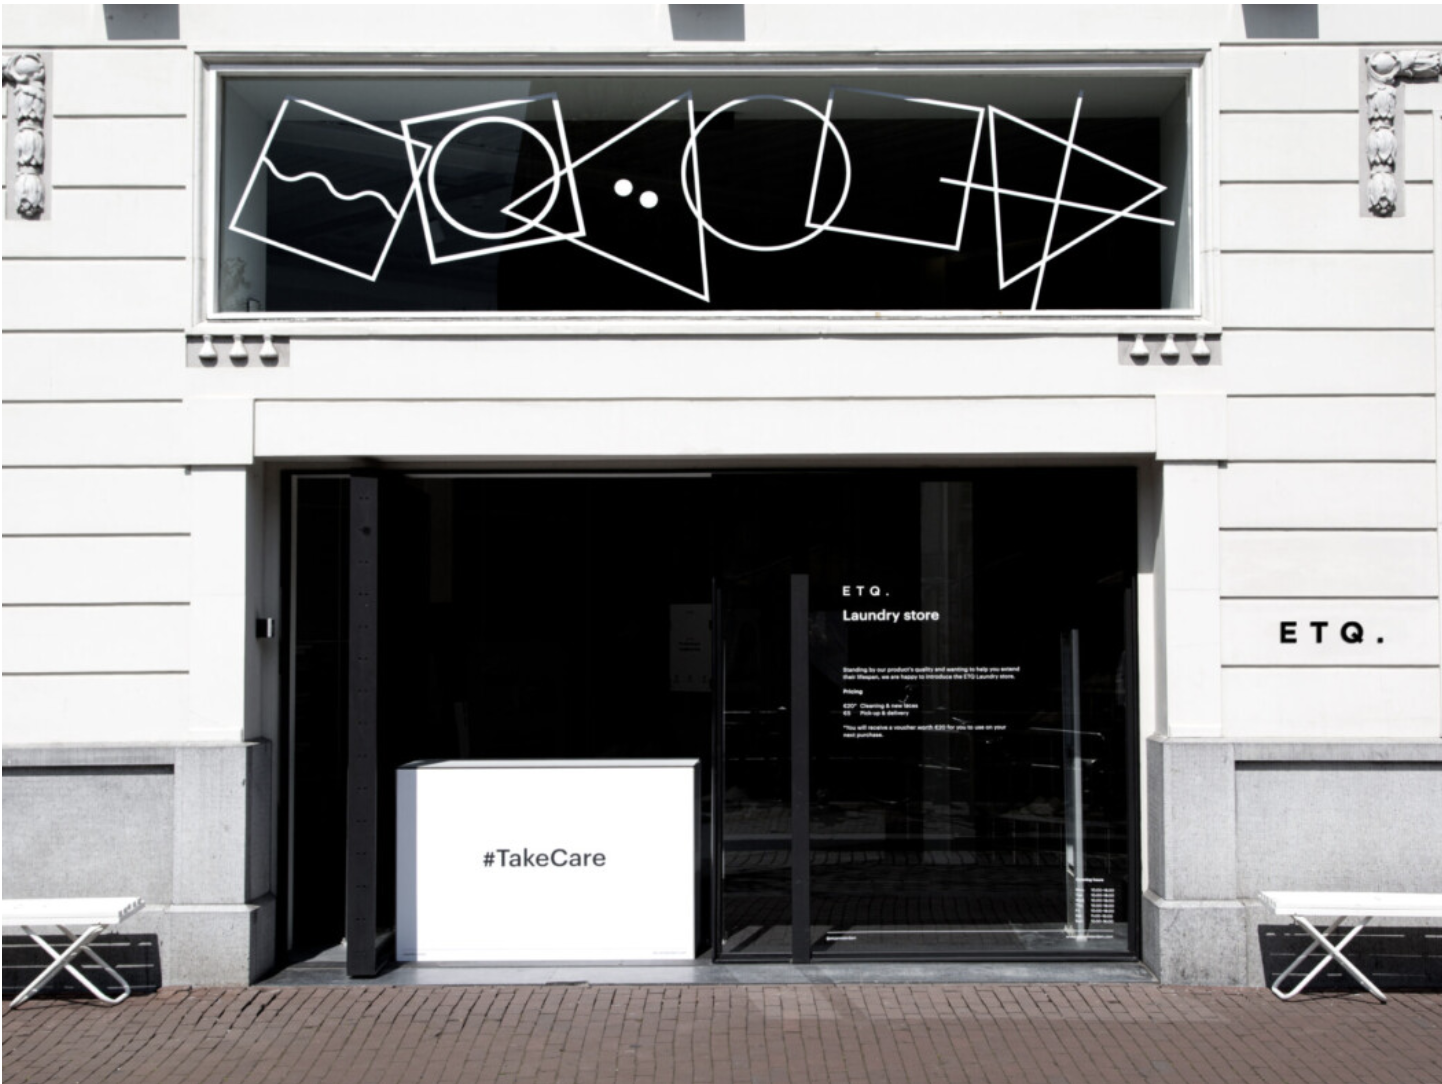 E T Q .
Laundry store
Standing by our product's quality and wanting to help you extend
their lifespan, we are happy to introduce the ETQ Laundry store.
Pricing
€20* Cleaning & new laces
€5 Pick-up & delivery
*You will receive a voucher worth €20 for you to use on your
next purchase.
E T Q .
#TakeCare